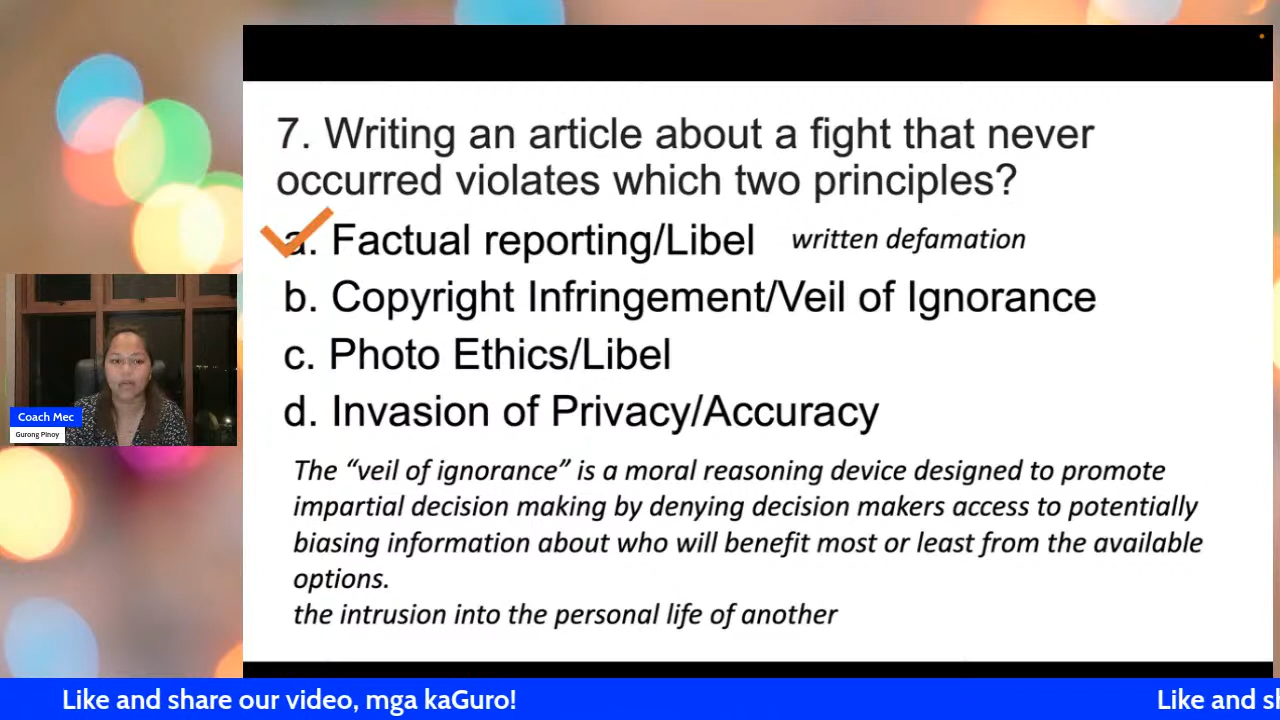 7. Writing an article about a fight that never
occurred violates which two principles?
a. Factual reporting/Libel written defamation
b. Copyright Infringement/Veil of Ignorance
c. Photo Ethics/Libel
d. Invasion of Privacy/Accuracy
The “veil of ignorance” is a moral reasoning device designed to promote
impartial decision making by denying decision makers access to potentially
biasing information about who will benefit most or least from the available
options.
the intrusion into the personal life of another
Coach Mec
Gurong Pinoy
Like and share our video, mga kaGuro!
Like and sh